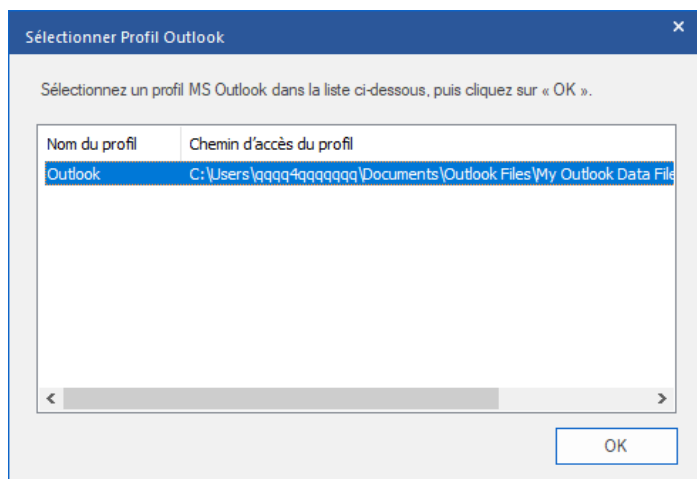 Sélectionner Profil Outlook
Sélectionnez un profil MS Outlook dans la liste ci-dessous, puis cliquez sur « OK ».
Nom du profil Chemin d'accès du profil
Outlook C:\Users\qqqq4qqqqqqq\Documents\Outlook Files\My Outlook Data File
OK